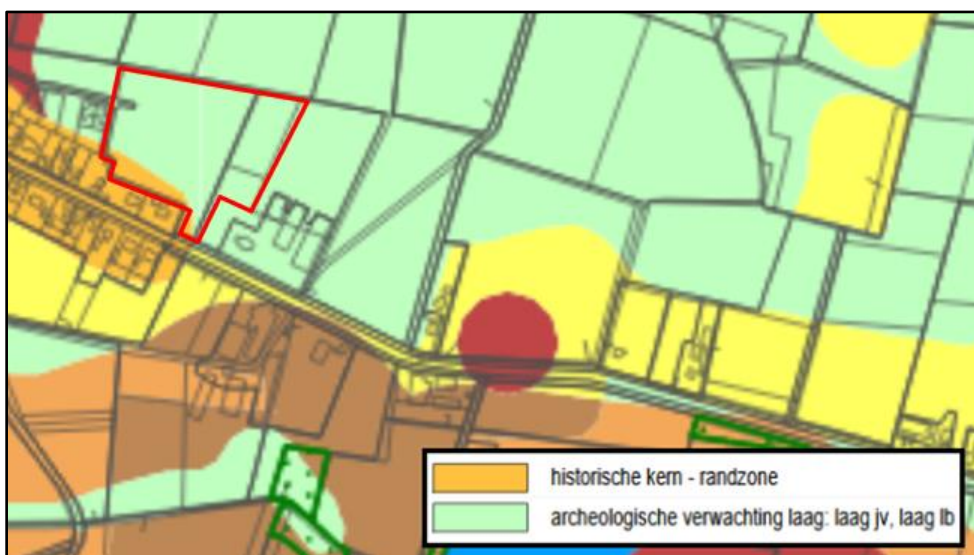 historische kern - randzone
archeologische verwachting laag: laag jv, laag lb